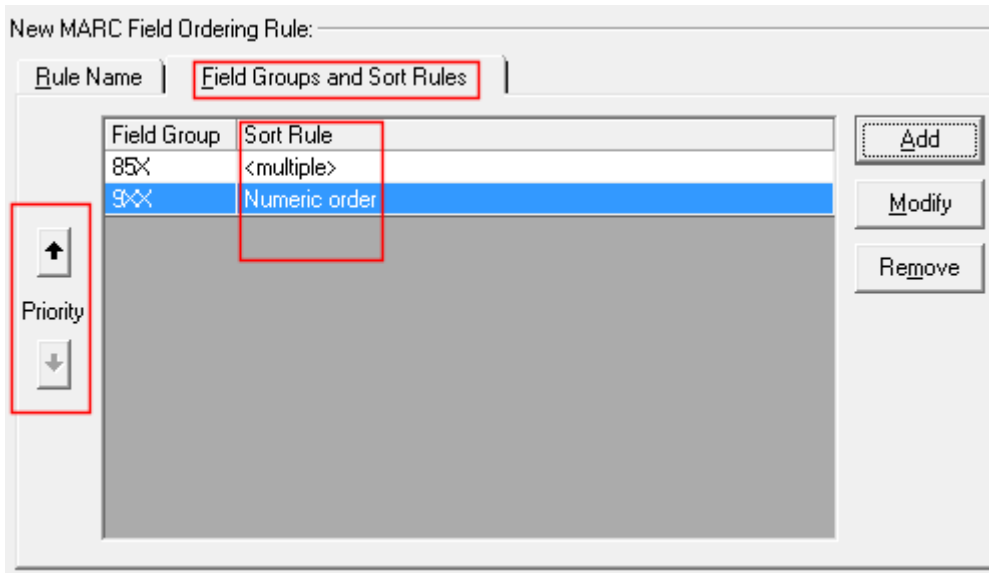 New MARC Field Ordering Rule:
Rule Name Field Groups and Sort Rules
Field Group Sort Rule
85X <multiple>
9XX Numeric order
Add
Modify
Remove
Priority